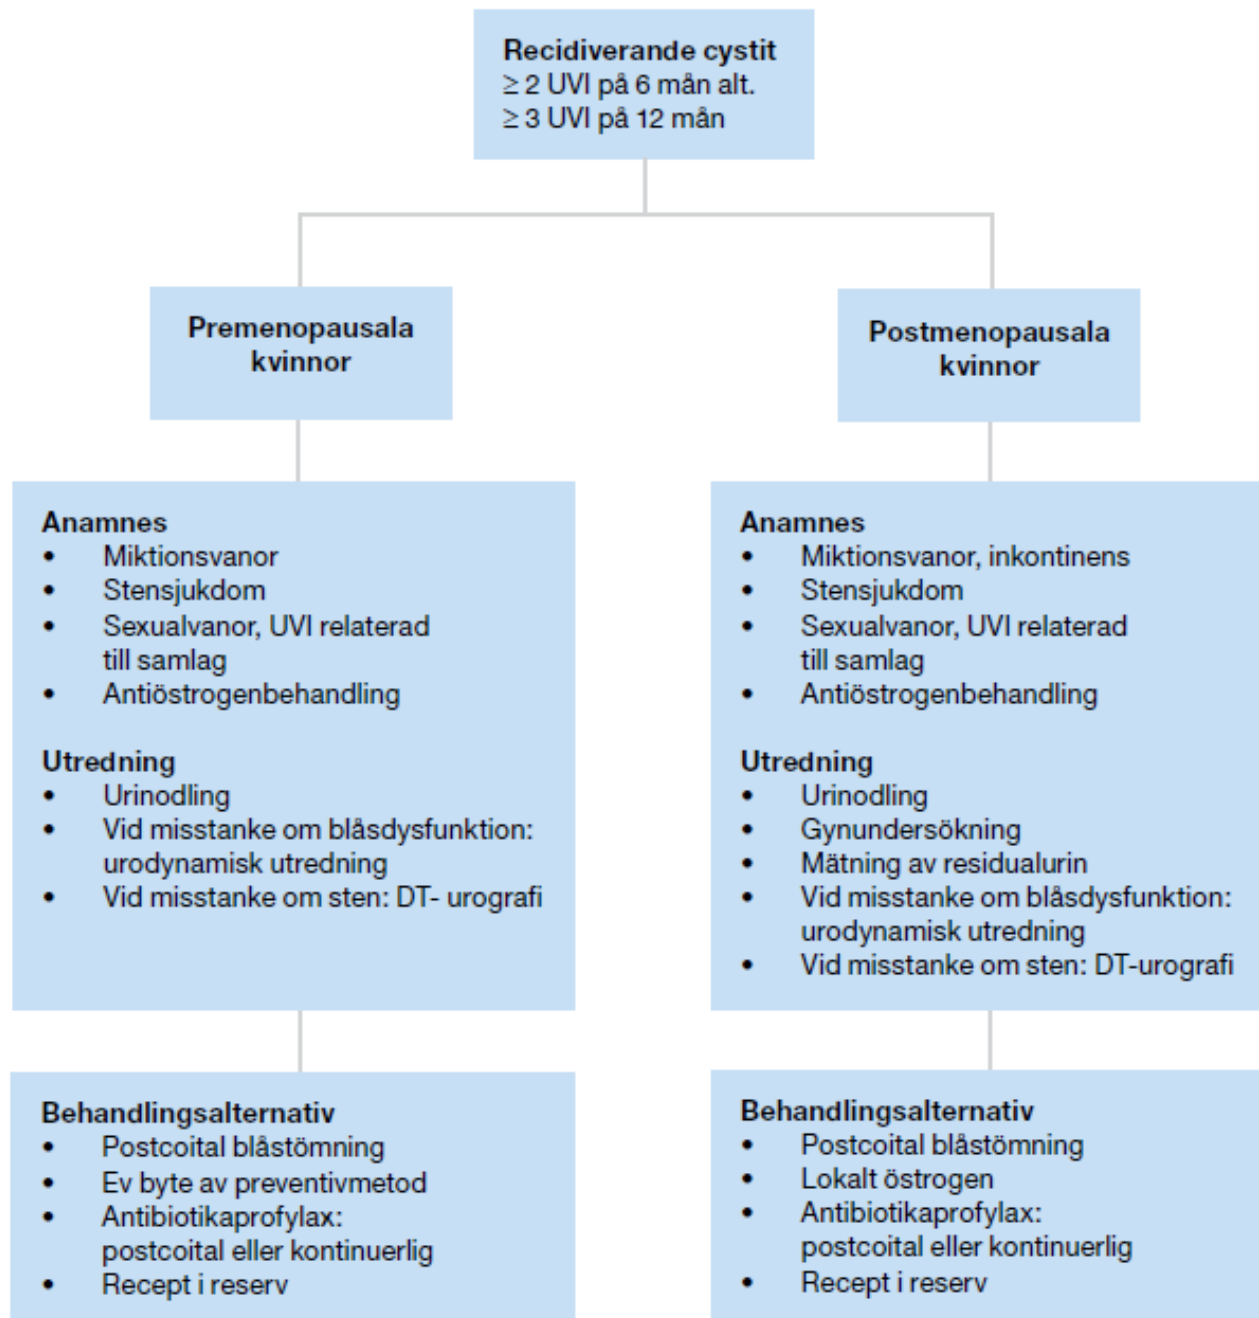 Recidiverande cystit
≥ 2 UVI på 6 mån alt.
≥ 3 UVI på 12 mån
Premenopausala
kvinnor
Postmenopausala
kvinnor
Anamnes
• Miktionsvanor
• Stensjukdom
• Sexualvanor, UVI relaterad
till samlag
• Antiöstrogenbehandling
Utredning
• Urinodling
• Vid misstanke om blåsdysfunktion:
urodynamisk utredning
• Vid misstanke om sten: DT- urografi
Anamnes
• Miktionsvanor, inkontinens
• Stensjukdom
• Sexualvanor, UVI relaterad
till samlag
• Antiöstrogenbehandling
Utredning
• Urinodling
• Gynundersökning
• Mätning av residualurin
• Vid misstanke om blåsdysfunktion:
urodynamisk utredning
• Vid misstanke om sten: DT-urografi
Behandlingsalternativ
• Postcoital blåstömning
• Ev byte av preventivmetod
• Antibiotikaprofylax:
postcoital eller kontinuerlig
• Recept i reserv
Behandlingsalternativ
• Postcoital blåstömning
• Lokalt östrogen
• Antibiotikaprofylax:
postcoital eller kontinuerlig
• Recept i reserv